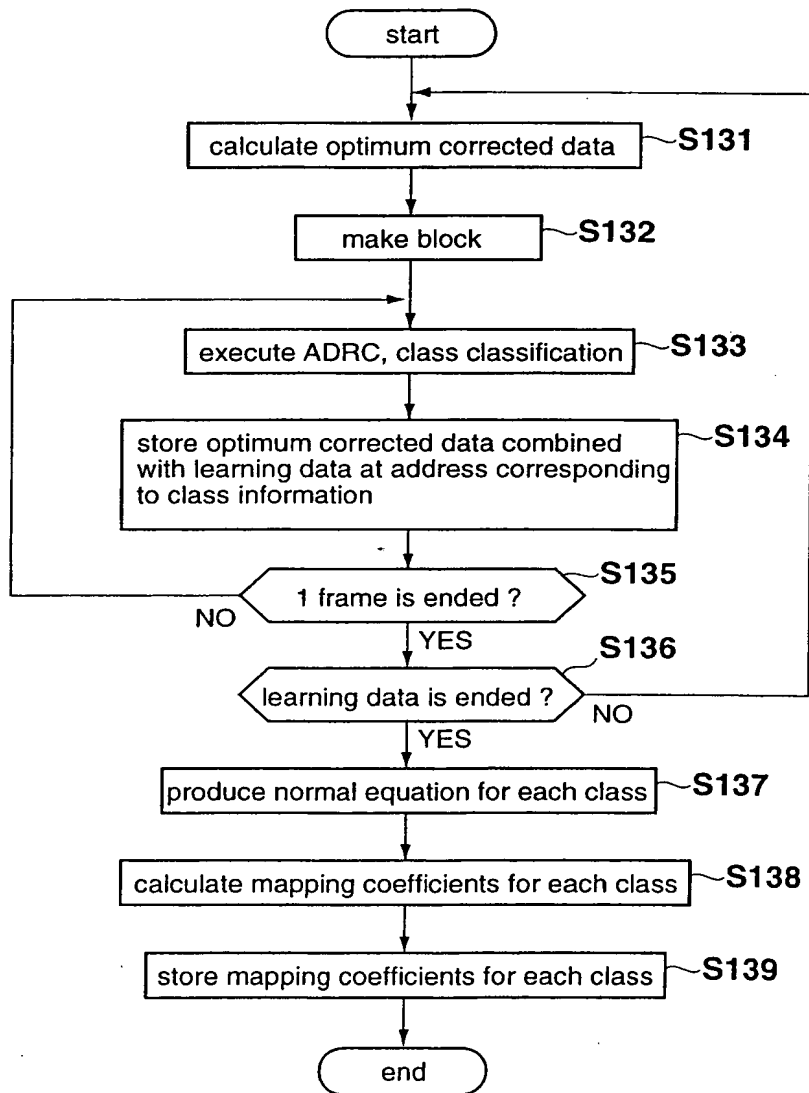 start
calculate optimum corrected data
S131
make block
S132
execute ADRC, class classification
S133
store optimum corrected data combined
with learning data at address corresponding
to class information
S134
1 frame is ended ?
S135
NO
YES
S136
learning data is ended ?
NO
YES
produce normal equation for each class
S137
calculate mapping coefficients for each class
S138
store mapping coefficients for each class
S139
end